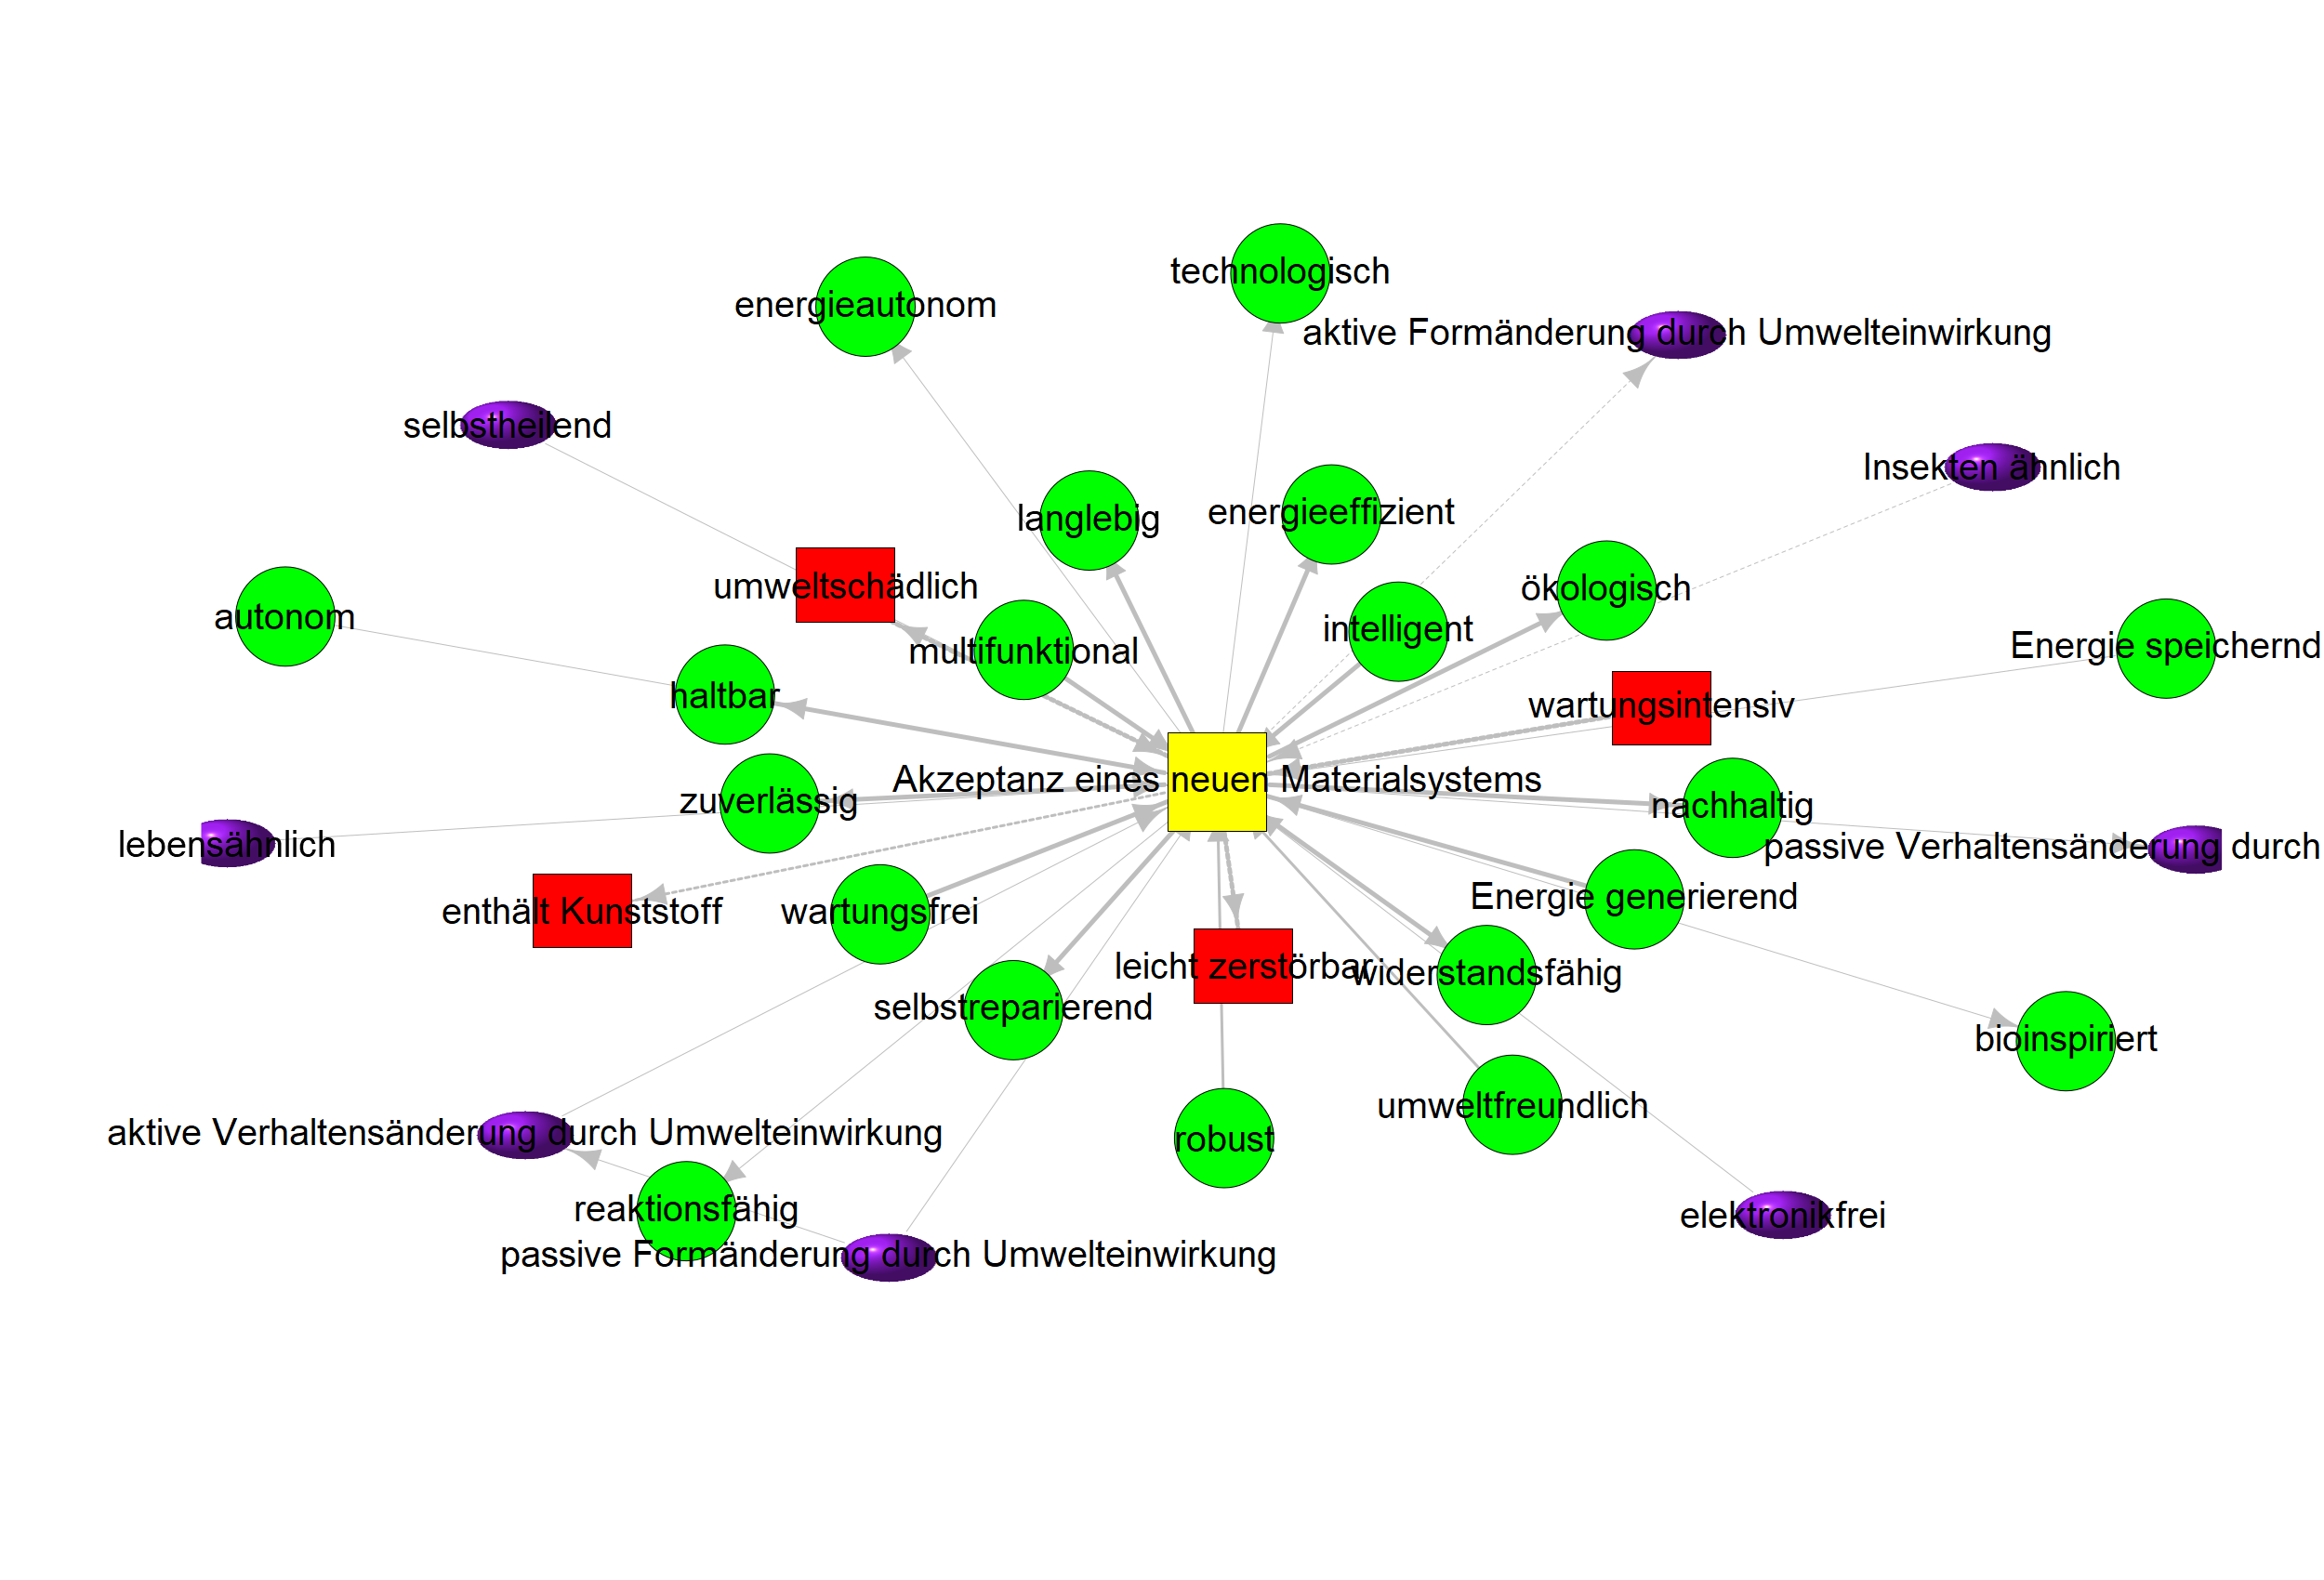 technologisch
energieautonom
aktive Formänderung durch Umwelteinwirkung
selbstheilend
Insekten ähnlich
langlebig
energieeffizient
umweltschädlich
ökologisch
autonom
intelligent
multifunktional
Energie speichernd
haltbar
wartungsintensiv
Akzeptanz eines neuen Materialsystems
zuverlässig
nachhaltig
lebensähnlich
passive Verhaltensänderung durch
enthält Kunststoff
wartungsfrei
Energie generierend
leicht zerstörbar
widerstandsfähig
selbstreparierend
bioinspiriert
umweltfreundlich
aktive Verhaltensänderung durch Umwelteinwirkung
robust
reaktionsfähig
elektronikfrei
passive Formänderung durch Umwelteinwirkung